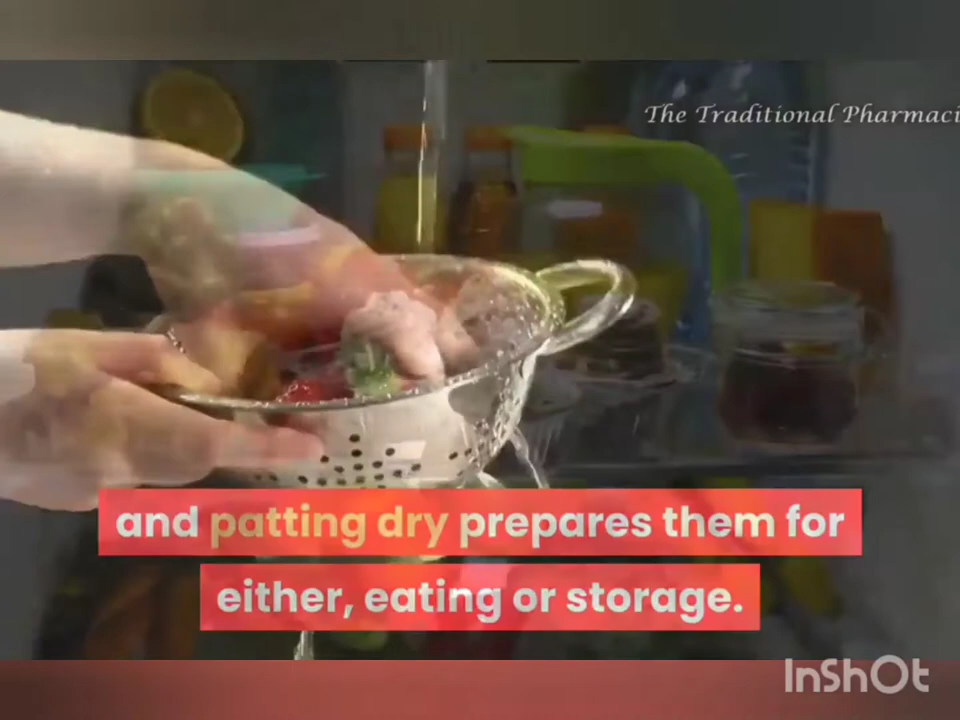 The Traditional Pharmaci
and patting dry prepares them for
either, eating or storage.
InShOt